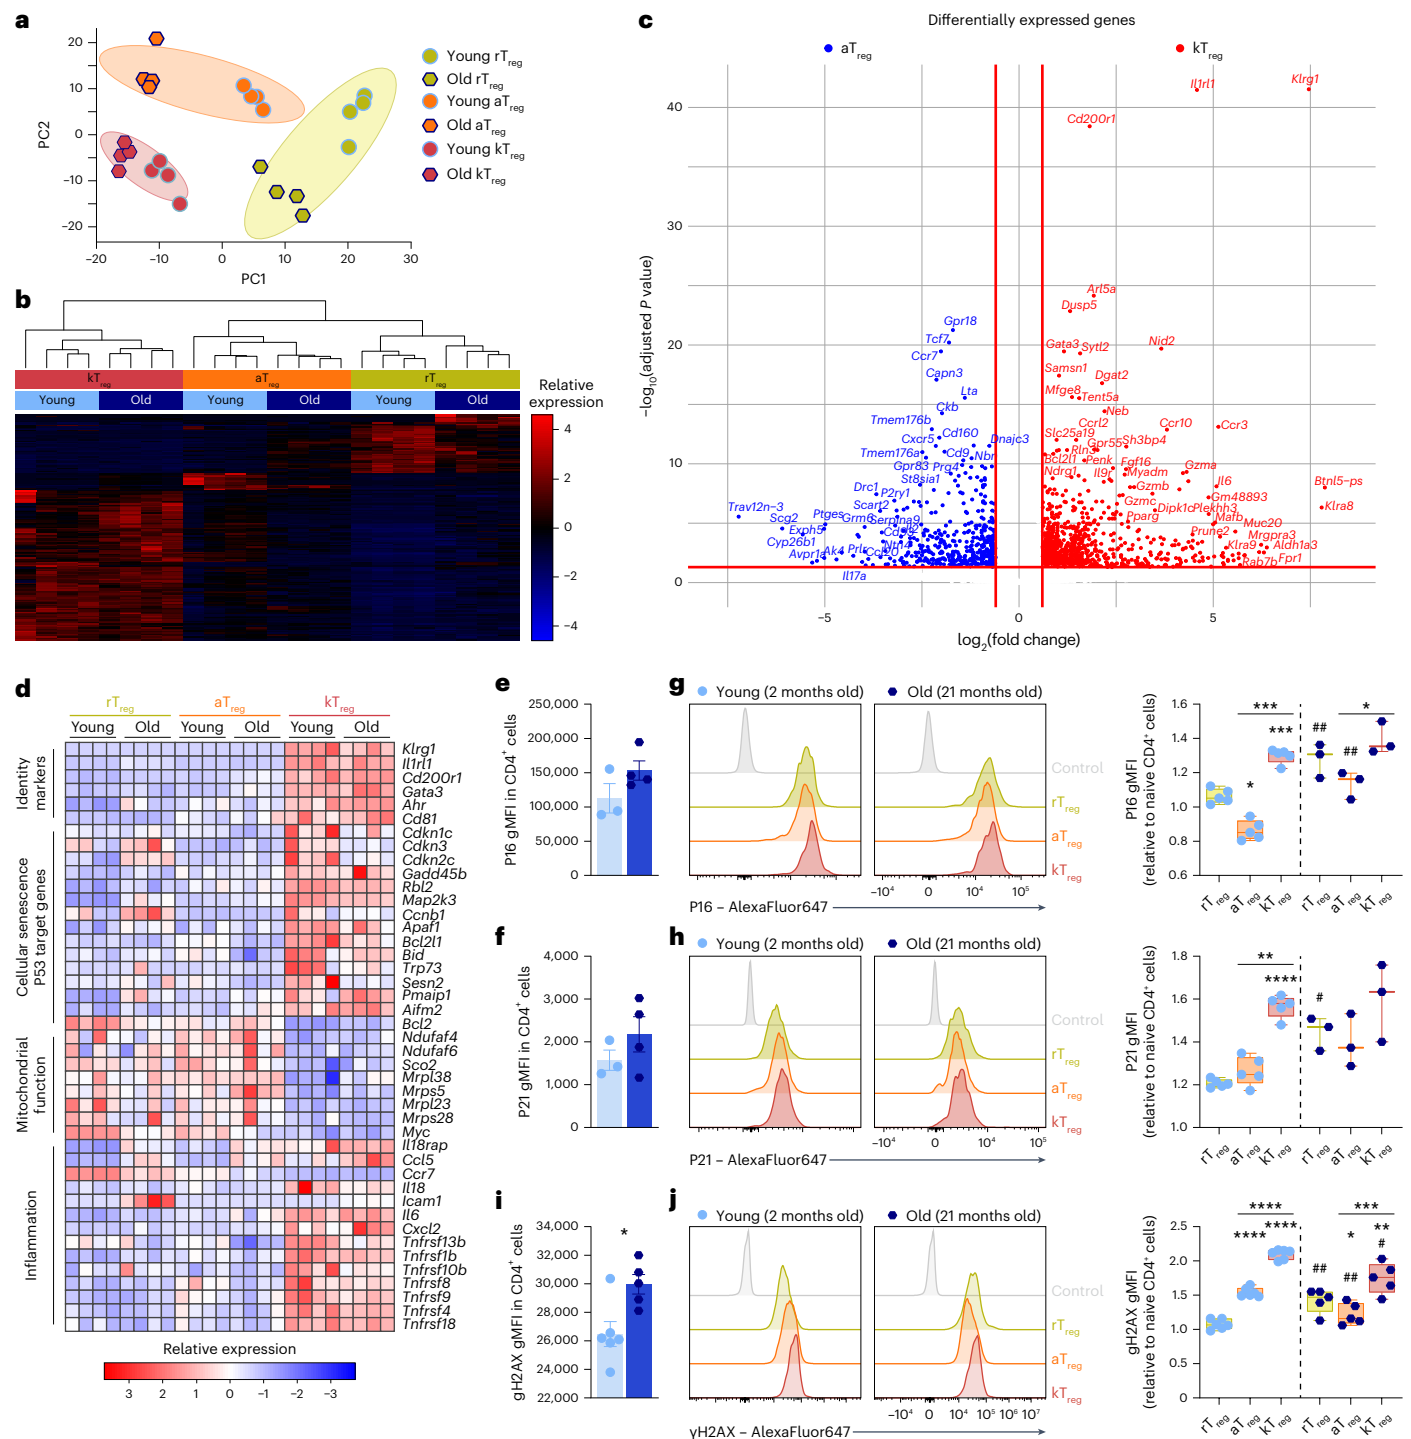 a
20
10
0
−10
−20
PC2
−20
−10
0
10
20
30
PC1
Young rTreg
Old rTreg
Young aTreg
Old aTreg
Young kTreg
Old kTreg
b
kTreg
aTreg
rTreg
Young
Old
Young
Old
Young
Old
Relative
expression
4
2
0
−2
−4
c
Differentially expressed genes
aTreg
kTreg
−log10(adjusted P value)
40
30
20
10
0
−5
0
5
log2(fold change)
Il1rl1
Klrg1
Cd200r1
Arl5a
Dusp5
Gpr18
Tcf7
Ccr7
Gata3
Sytl2
Nid2
Capn3
Samsn1
Dgat2
Lta
Mfge8
Tent5a
Ckb
Neb
Tmem176b
Ccrl2
Ccr10
Ccr3
Cxcr5
Cd160
Dnajc3
Slc25a19
Gpr55
Sh3bp4
Tmem176a
Cd9
Nbr
Rln3
Gpr83
Prg4
Bcl2l1
Penk
Fgf16
Gzma
St8sia1
Ndrg1
Il9r
Myadm
Drc1
P2ry1
Gzmb
Il6
Btnl5−ps
Scart2
Gzmc
Gm48893
Trav12n−3
Dipk1c
Plekhh3
Klra8
Scg2
Ptges
Grm6
Serpina9
Pparg
Mafb
Exph5
Muc20
Cyp26b1
Prune2
Mrgpra3
Avpr1a
Ak4
Prlr
Ccl20
Nt14
Klra9
Aldh1a3
Il17a
Rab7b
Fpr1
d
rTreg
aTreg
kTreg
Young
Old
Young
Old
Young
Old
Identity
markers
Klrg1
Il1rl1
Cd200r1
Gata3
Ahr
Cd81
Cellular senescence
P53 target genes
Cdkn1c
Cdkn3
Cdkn2c
Gadd45b
Rbl2
Map2k3
Ccnb1
Apaf1
Bcl2l1
Bid
Trp73
Sesn2
Pmaip1
Aifm2
Bcl2
Mitochondrial
function
Ndufaf4
Ndufaf6
Sco2
Mrpl38
Mrps5
Mrpl23
Mrps28
Myc
Inflammation
Il18rap
Ccl5
Ccr7
Il18
Icam1
Il6
Cxcl2
Tnfrsf13b
Tnfrsf1b
Tnfrsf10b
Tnfrsf8
Tnfrsf9
Tnfrsf4
Tnfrsf18
Relative expression
3
2
1
0
−1
−2
−3
e
P16 gMFI in CD4+ cells
250,000
200,000
150,000
100,000
50,000
0
f
P21 gMFI in CD4+ cells
4,000
3,000
2,000
1,000
0
i
gH2AX gMFI in CD4+ cells
34,000
32,000
30,000
28,000
26,000
24,000
22,000
*
g
Young (2 months old)
Old (21 months old)
Control
rTreg
aTreg
kTreg
−10⁴
0
10⁴
10⁵
P16 – AlexaFluor647
P16 gMFI
(relative to naive CD4+ cells)
1.6
1.4
1.2
1.0
0.8
0.6
***
***
*
##
##
*
rTreg
aTreg
kTreg
rTreg
aTreg
kTreg
h
Young (2 months old)
Old (21 months old)
Control
rTreg
aTreg
kTreg
−10⁴
0
10⁴
10⁵
P21 – AlexaFluor647
P21 gMFI
(relative to naive CD4+ cells)
1.8
1.6
1.4
1.2
1.0
**
****
#
rTreg
aTreg
kTreg
rTreg
aTreg
kTreg
j
Young (2 months old)
Old (21 months old)
Control
rTreg
aTreg
kTreg
−10⁴
0
10⁴
10⁵
10⁶
10⁷
γH2AX – AlexaFluor647
gH2AX gMFI
(relative to naive CD4+ cells)
2.5
2.0
1.5
1.0
0.5
0
****
****
****
***
**
#
*
##
##
rTreg
aTreg
kTreg
rTreg
aTreg
kTreg